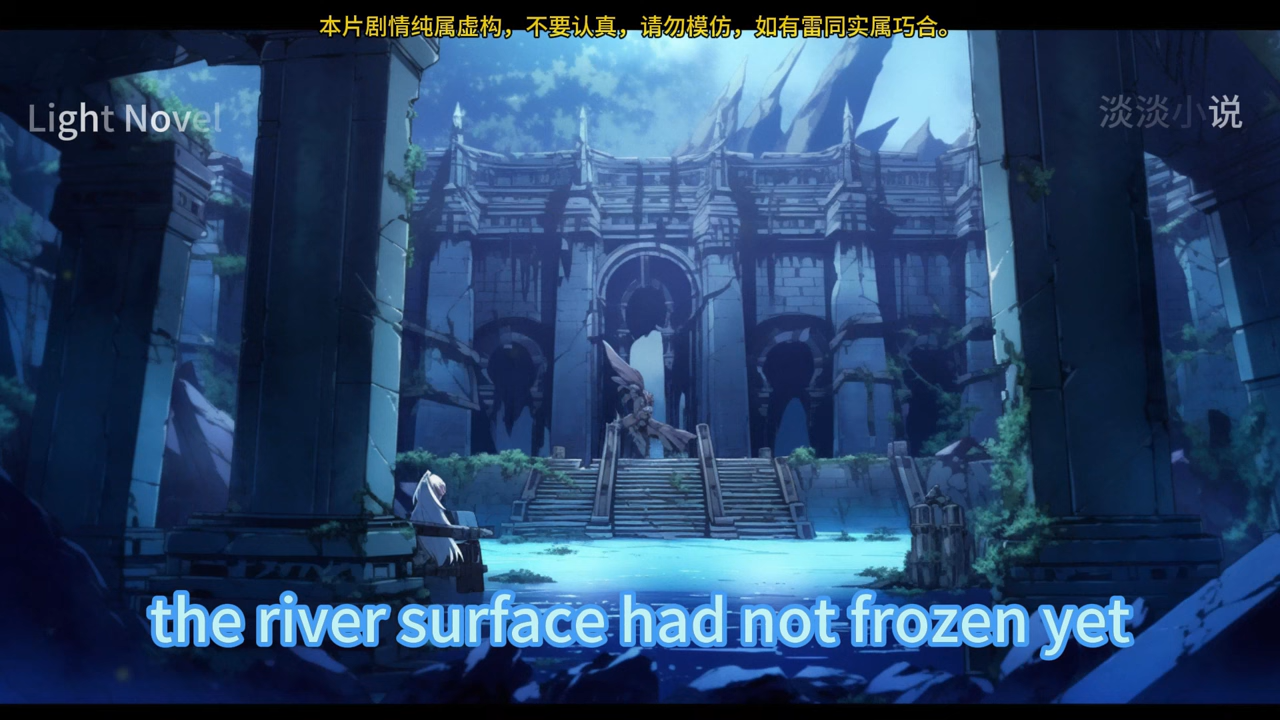 本片剧情纯属虚构，不要认真，请勿模仿，如有雷同实属巧合。
Light Novel
淡淡小说
the river surface had not frozen yet